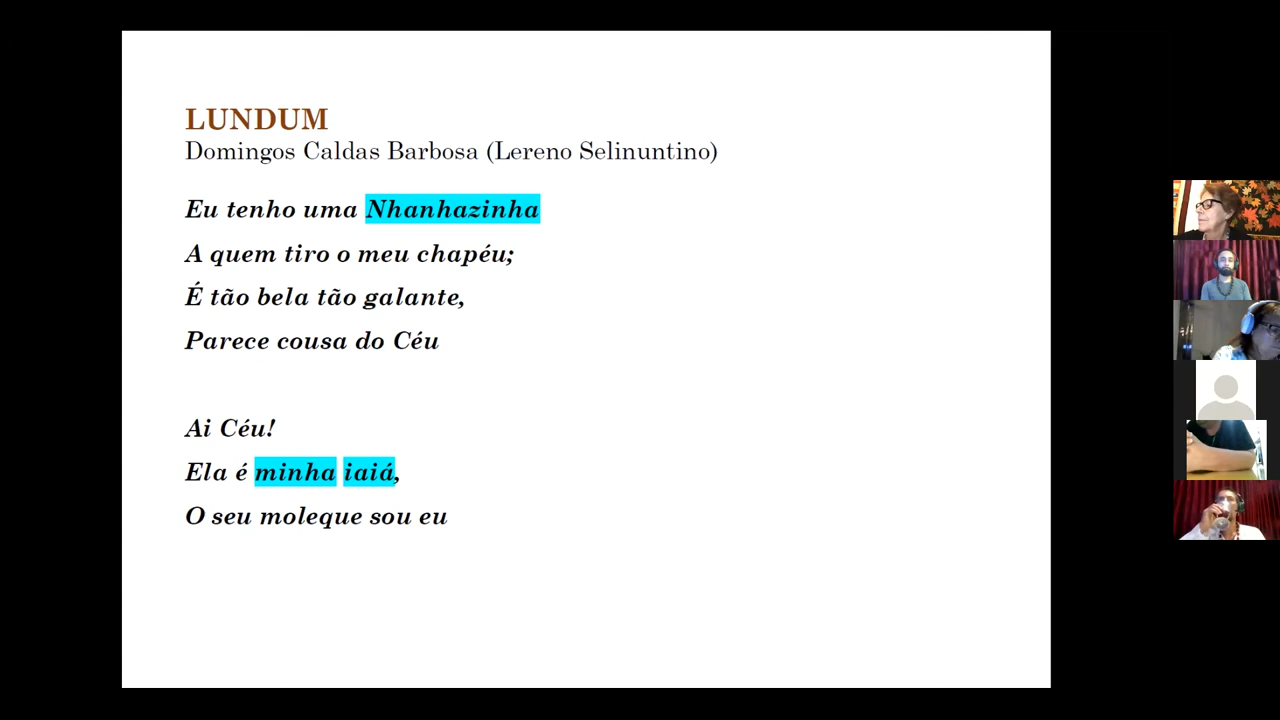 LUNDUM
Domingos Caldas Barbosa (Lereno Selinuntino)
Eu tenho uma Nhanhazinha
A quem tiro o meu chapéu;
É tão bela tão galante,
Parece cousa do Céu
Ai Céu!
Ela é minha iaiá,
O seu moleque sou eu